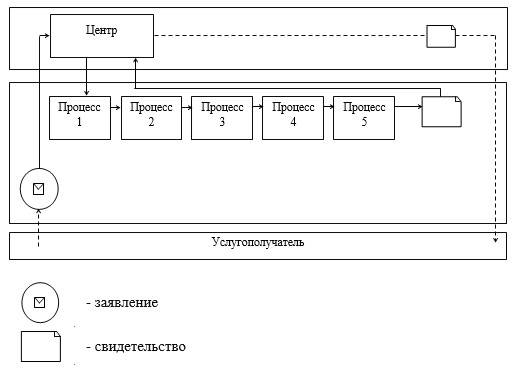 Центр
Процесс
1
Процесс
2
Процесс
3
Процесс
4
Процесс
5
Услугополучатель
- заявление
- свидетельство